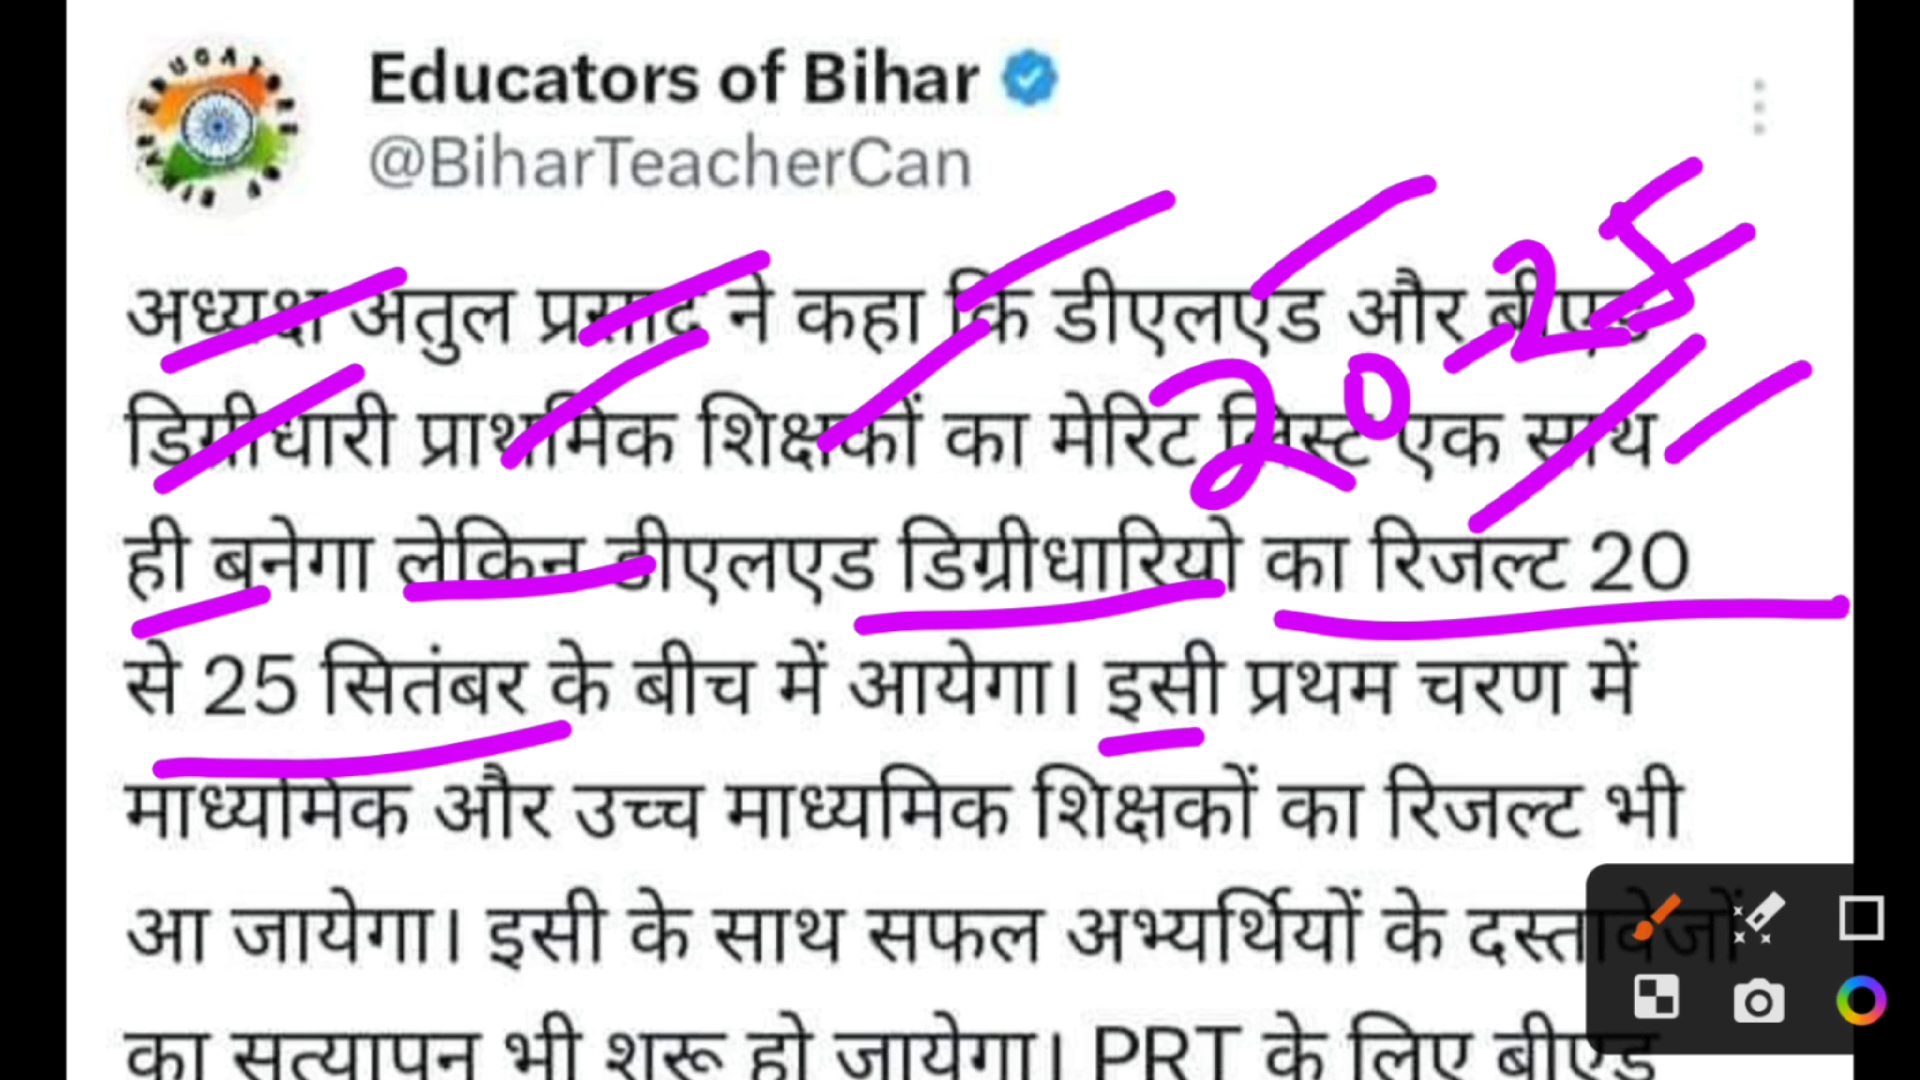 Educators of Bihar
@BiharTeacherCan
अध्यक्ष अतुल प्रसाद ने कहा कि डीएलएड और बीएड
डिग्रीधारी प्राथमिक शिक्षकों का मेरिट लिस्ट एक साथ
ही बनेगा लेकिन डीएलएड डिग्रीधारियो का रिजल्ट 20
से 25 सितंबर के बीच में आयेगा। इसी प्रथम चरण में
माध्यमिक और उच्च माध्यमिक शिक्षकों का रिजल्ट भी
आ जायेगा। इसी के साथ सफल अभ्यर्थियों के दस्तावेजों
का सत्यापन भी शुरू हो जायेगा। PRT के लिए बीएड
20-25